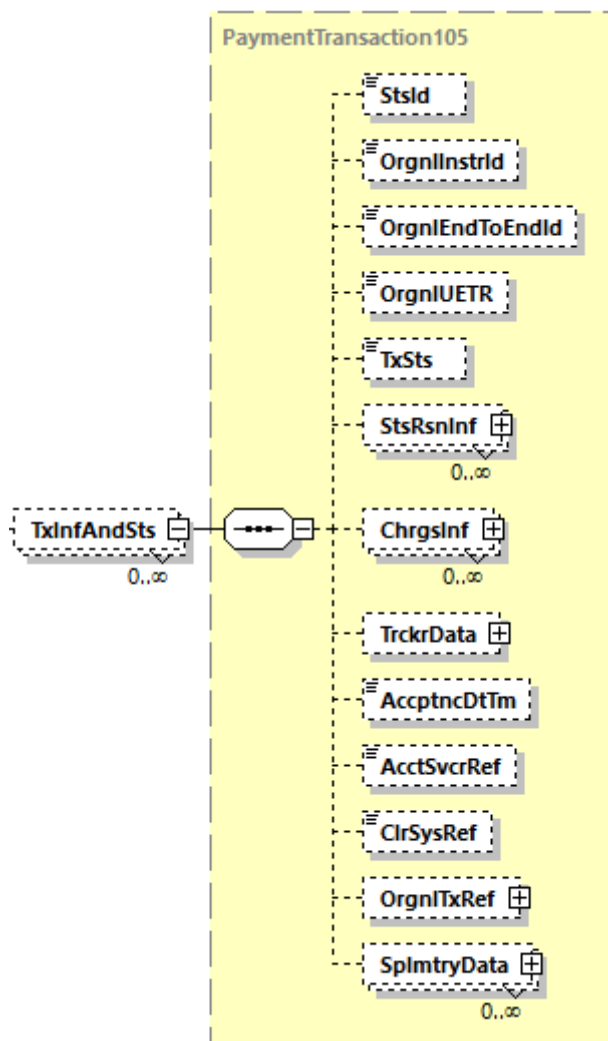 PaymentTransaction105
StsId
OrgnlInstrId
OrgnlEndToEndId
OrgnlUETR
TxSts
StsRsnInf
0..∞
TxInfAndSts
0..∞
ChrgsInf
0..∞
TrckrData
AccptncDtTm
AcctSvcrRef
ClrSysRef
OrgnlTxRef
SplmtryData
0..∞